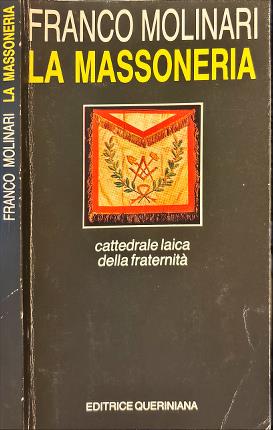 FRANCO MOLINARI LA MASSONERIA
FRANCO MOLINARI
LA MASSONERIA
cattedrale laica
della fraternità
EDITRICE QUERINIANA